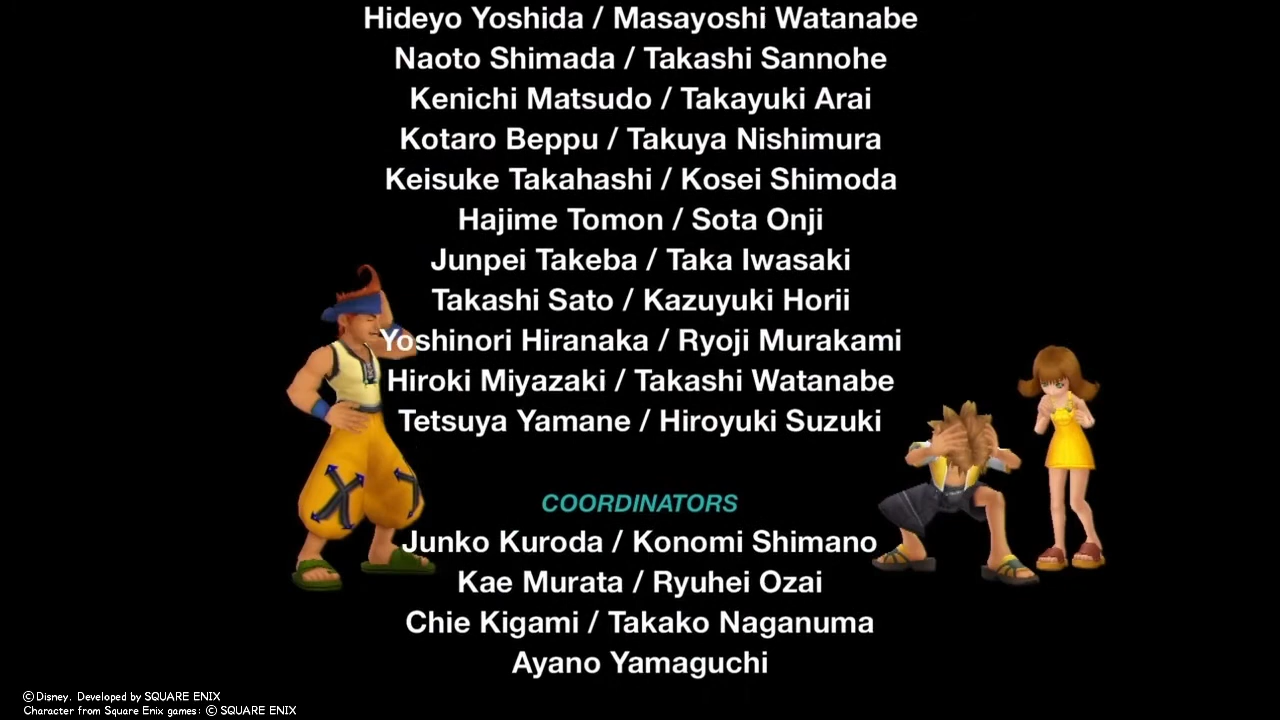 Hideyo Yoshida / Masayoshi Watanabe
Naoto Shimada / Takashi Sannohe
Kenichi Matsudo / Takayuki Arai
Kotaro Beppu / Takuya Nishimura
Keisuke Takahashi / Kosei Shimoda
Hajime Tomon / Sota Onji
Junpei Takeba / Taka Iwasaki
Takashi Sato / Kazuyuki Horii
Yoshinori Hiranaka / Ryoji Murakami
Hiroki Miyazaki / Takashi Watanabe
Tetsuya Yamane / Hiroyuki Suzuki
COORDINATORS
Junko Kuroda / Konomi Shimano
Kae Murata / Ryuhei Ozai
Chie Kigami / Takako Naganuma
Ayano Yamaguchi
© Disney. Developed by SQUARE ENIX
Character from Square Enix games: © SQUARE ENIX